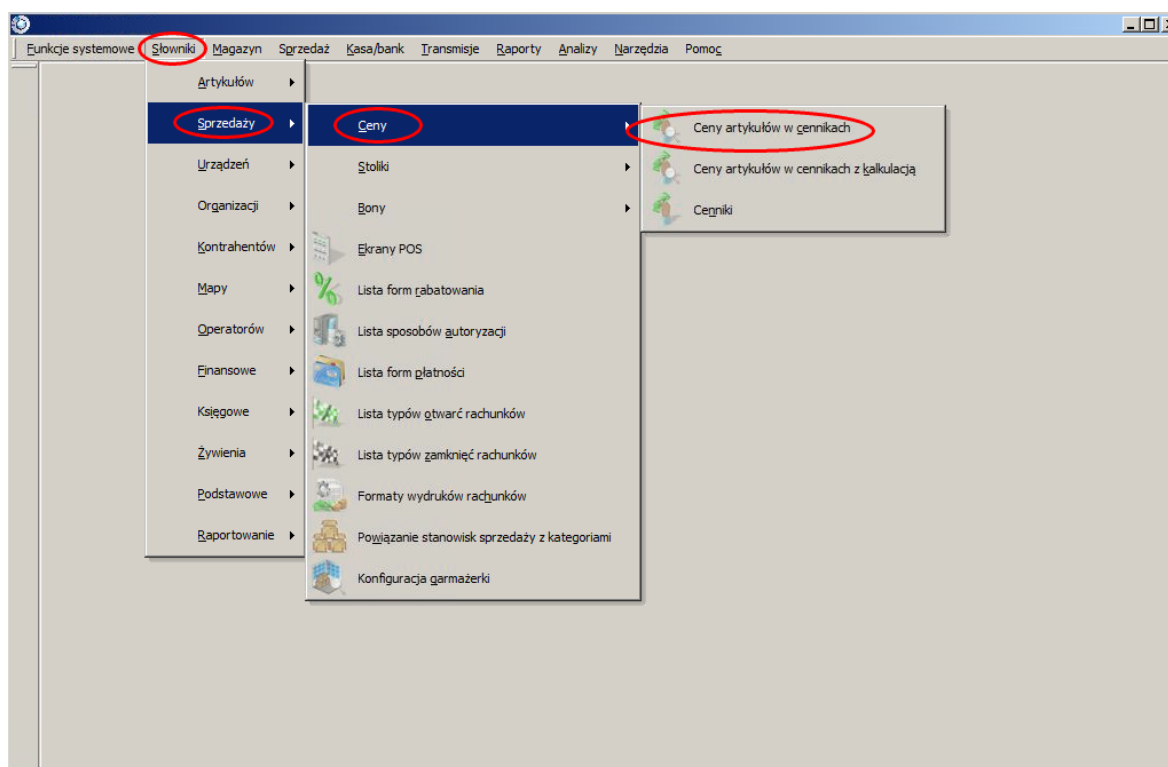 Funkcje systemowe Słowniki Magazyn Sprzedaż Kasa/bank Transmisje Raporty Analizy Narzędzia Pomoc
Artykułów
Sprzedaży
Urządzeń
Organizacji
Kontrahentów
Mapy
Operatorów
Finansowe
Księgowe
Żywienia
Podstawowe
Raportowanie
Ceny
Stoliki
Bony
Ekrany POS
Lista form rabatowania
Lista sposobów autoryzacji
Lista form płatności
Lista typów otwarć rachunków
Lista typów zamknięć rachunków
Formaty wydruków rachunków
Powiązanie stanowisk sprzedaży z kategoriami
Konfiguracja garmażerki
Ceny artykułów w cennikach
Ceny artykułów w cennikach z kalkulacją
Cenniki